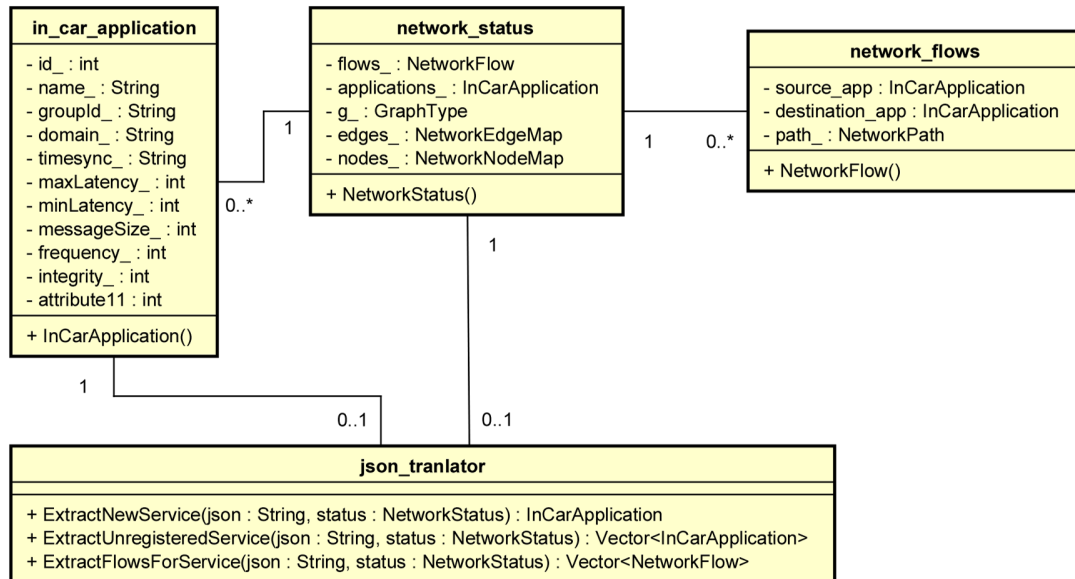 in_car_application
- id_ : int
- name_ : String
- groupId_ : String
- domain_ : String
- timesync_ : String
- maxLatency_ : int
- minLatency_ : int
- messageSize_ : int
- frequency_ : int
- integrity_ : int
- attribute11 : int
+ InCarApplication()
network_status
- flows_ : NetworkFlow
- applications_ : InCarApplication
- g_ : GraphType
- edges_ : NetworkEdgeMap
- nodes_ : NetworkNodeMap
+ NetworkStatus()
network_flows
- source_app : InCarApplication
- destination_app : InCarApplication
- path_ : NetworkPath
+ NetworkFlow()
1
0..*
1
0..*
1
1
0..1
0..1
json_tranlator
+ ExtractNewService(json : String, status : NetworkStatus) : InCarApplication
+ ExtractUnregisteredService(json : String, status : NetworkStatus) : Vector<InCarApplication>
+ ExtractFlowsForService(json : String, status : NetworkStatus) : Vector<NetworkFlow>